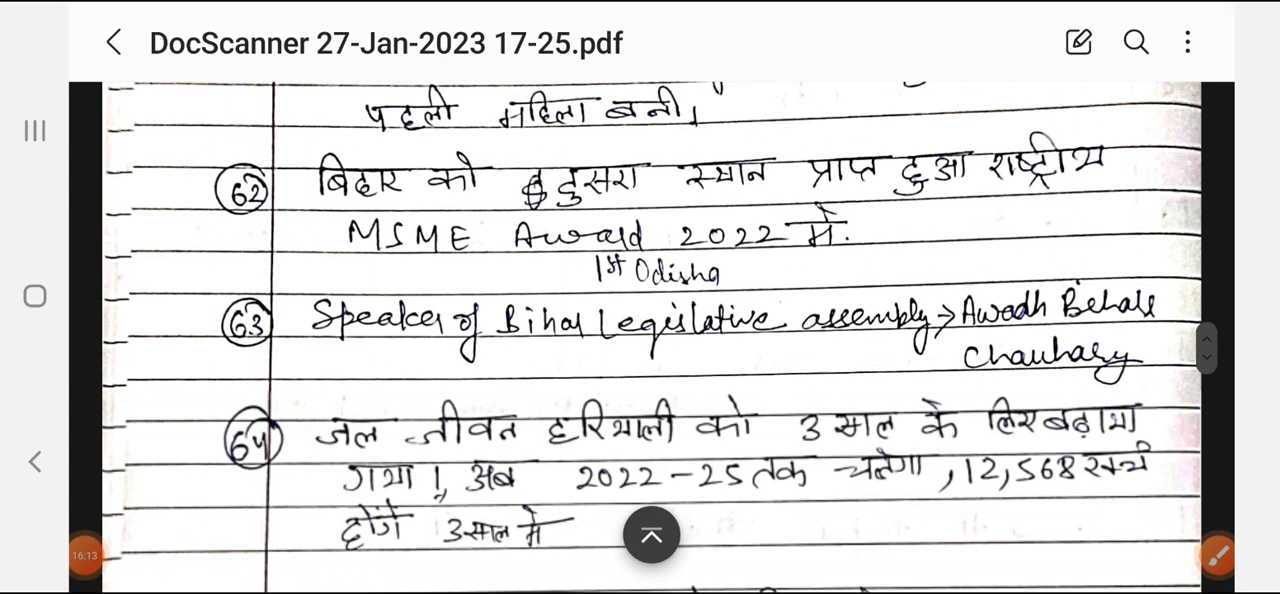 DocScanner 27-Jan-2023 17-25.pdf
पहली महिला बनी।
62 बिहार को दुसरा स्थान प्राप्त हुआ राष्ट्रीय
MSME Award 2022 में.
1st Odisha
63 Speaker of Bihar Legislative assembly → Awadh Behari
Chauhary
64 जल जीवन हरियाली को 3 साल के लिए बढ़ाया
गया।, अब 2022-25 तक चलेगा, 12,568 खर्च
होंगे 3 साल में
16:13